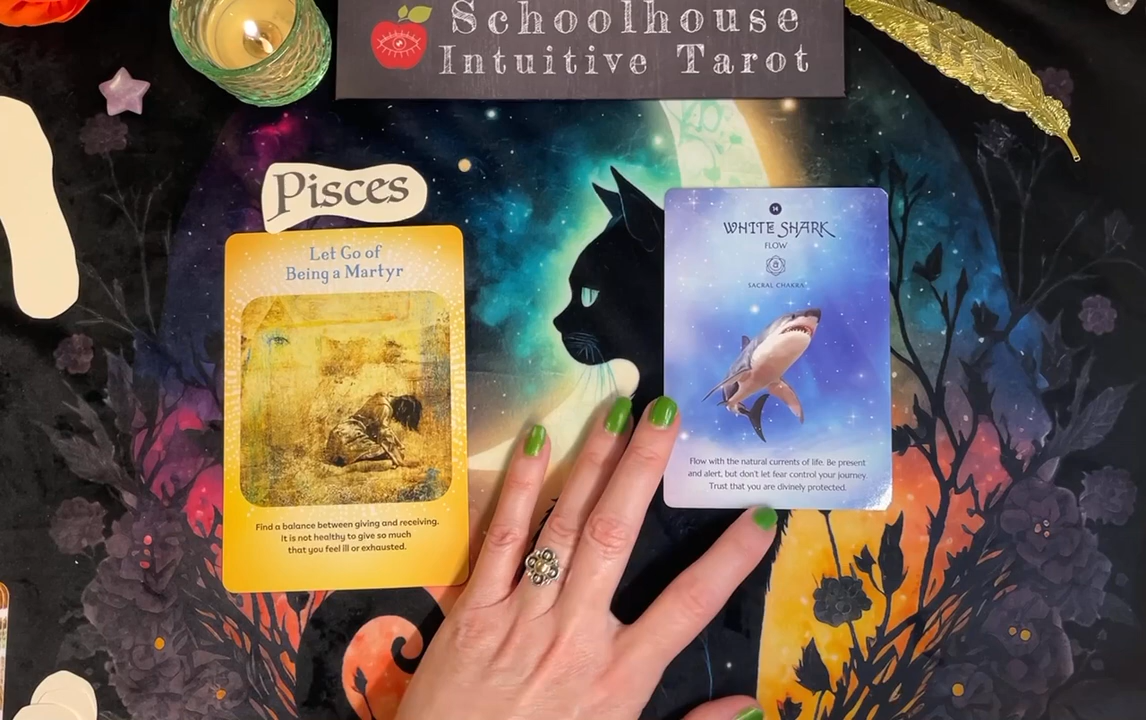 Schoolhouse
Intuitive Tarot
Pisces
Let Go of
Being a Martyr
Find a balance between giving and receiving.
It is not healthy to give so much
that you feel ill or exhausted.
14
WHITE SHARK
FLOW
SACRAL CHAKRA
Flow with the natural currents of life. Be present
and alert, but don't let fear control your journey.
Trust that you are divinely protected.